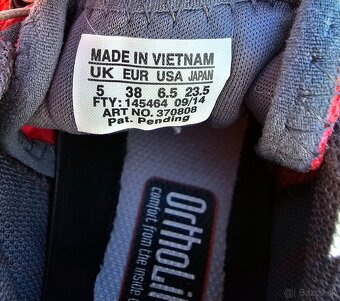 MADE IN VIETNAM
UK EUR USA JAPAN
5 38 6.5 23.5
FTY: 145464 09/14
ART NO. 370808
Pat. Pending
OrthoLi
comfort from the inside